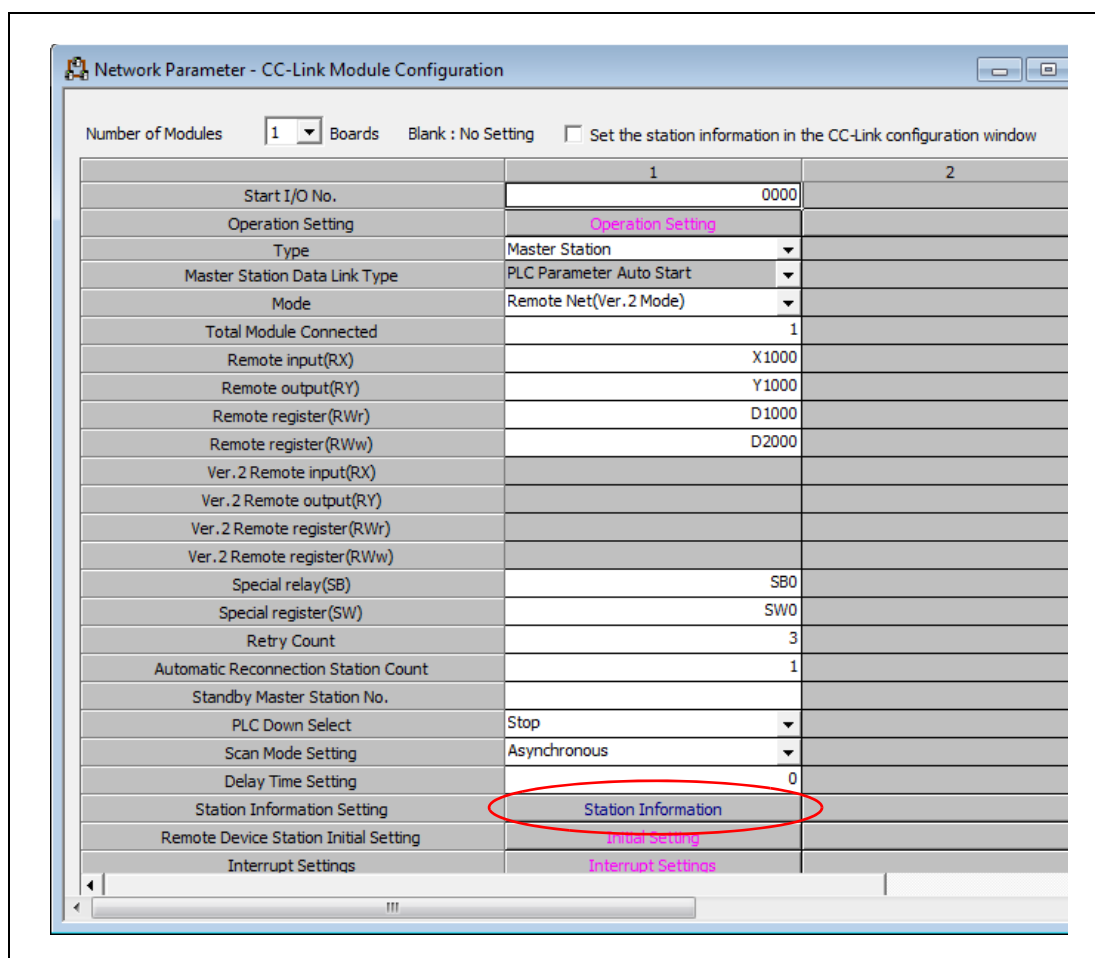 Network Parameter - CC-Link Module Configuration
Number of Modules 1 Boards Blank : No Setting Set the station information in the CC-Link configuration window
1 2
Start I/O No. 0000
Operation Setting Operation Setting
Type Master Station
Master Station Data Link Type PLC Parameter Auto Start
Mode Remote Net(Ver.2 Mode)
Total Module Connected 1
Remote input(RX) X1000
Remote output(RY) Y1000
Remote register(RWr) D1000
Remote register(RWw) D2000
Ver.2 Remote input(RX)
Ver.2 Remote output(RY)
Ver.2 Remote register(RWr)
Ver.2 Remote register(RWw)
Special relay(SB) SB0
Special register(SW) SW0
Retry Count 3
Automatic Reconnection Station Count 1
Standby Master Station No.
PLC Down Select Stop
Scan Mode Setting Asynchronous
Delay Time Setting 0
Station Information Setting Station Information
Remote Device Station Initial Setting Initial Setting
Interrupt Settings Interrupt Settings